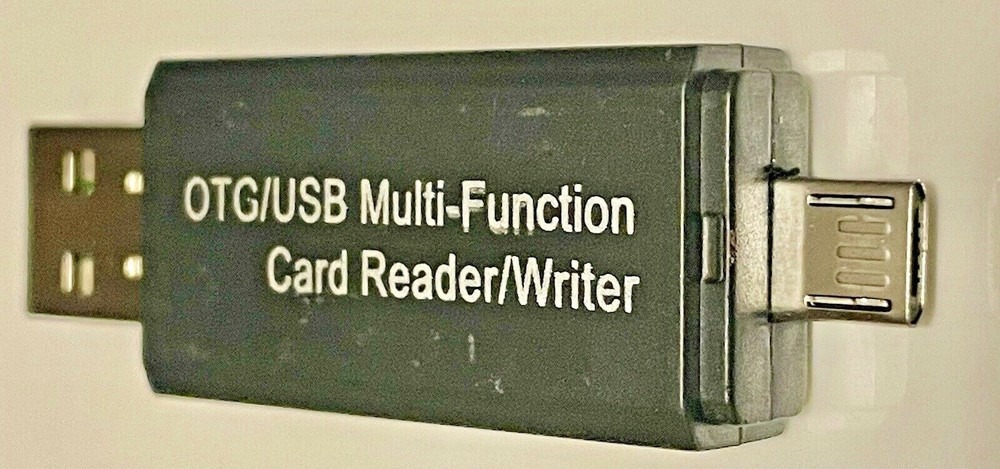 OTG/USB Multi-Function
Card Reader/Writer